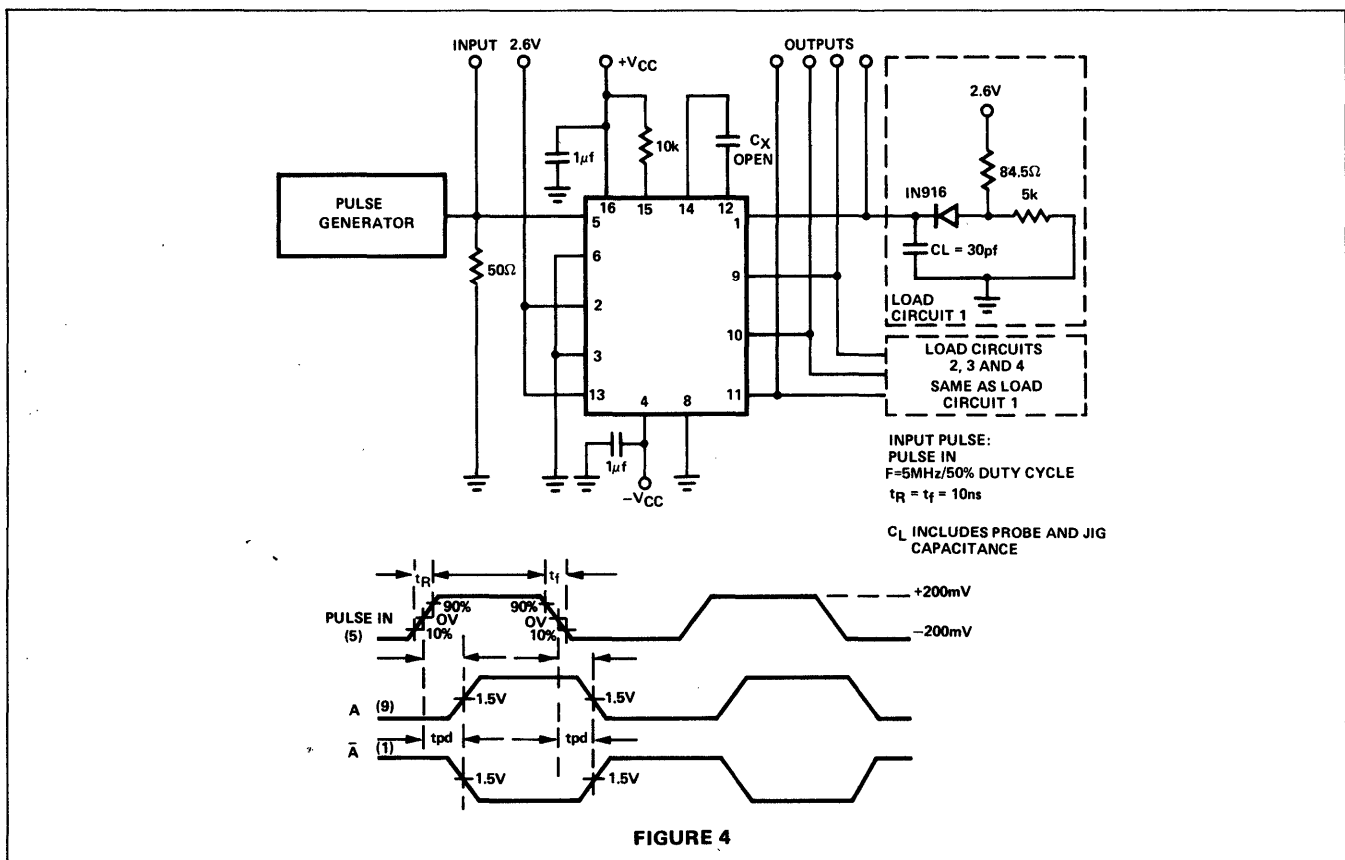 INPUT 2.6V
OUTPUTS
+VCC
2.6V
1µf
10k
CX
OPEN
84.5Ω
5k
IN916
PULSE
GENERATOR
16 15 14 12
5 1
CL = 30pf
50Ω
6
9
2
LOAD
CIRCUIT 1
10
3
LOAD CIRCUITS
2, 3 AND 4
SAME AS LOAD
CIRCUIT 1
13 11
4 8
1µf
−VCC
INPUT PULSE:
PULSE IN
F=5MHz/50% DUTY CYCLE
tR = tf = 10ns
CL INCLUDES PROBE AND JIG
CAPACITANCE
tR tf
PULSE IN
(5)
90% 90%
OV OV
10% 10%
+200mV
−200mV
A (9)
1.5V 1.5V
Ā (1)
tpd tpd
1.5V 1.5V
FIGURE 4